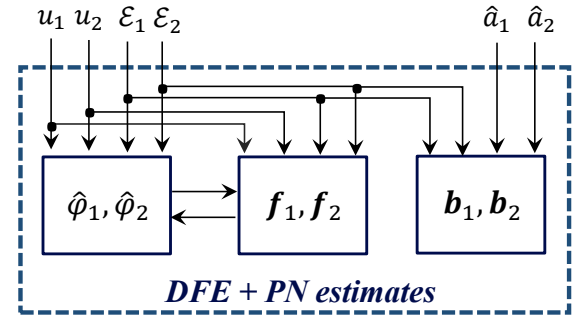 u₁ u₂ ℰ₁ ℰ₂ â₁ â₂
φ̂₁, φ̂₂ f₁, f₂ b₁, b₂
DFE + PN estimates